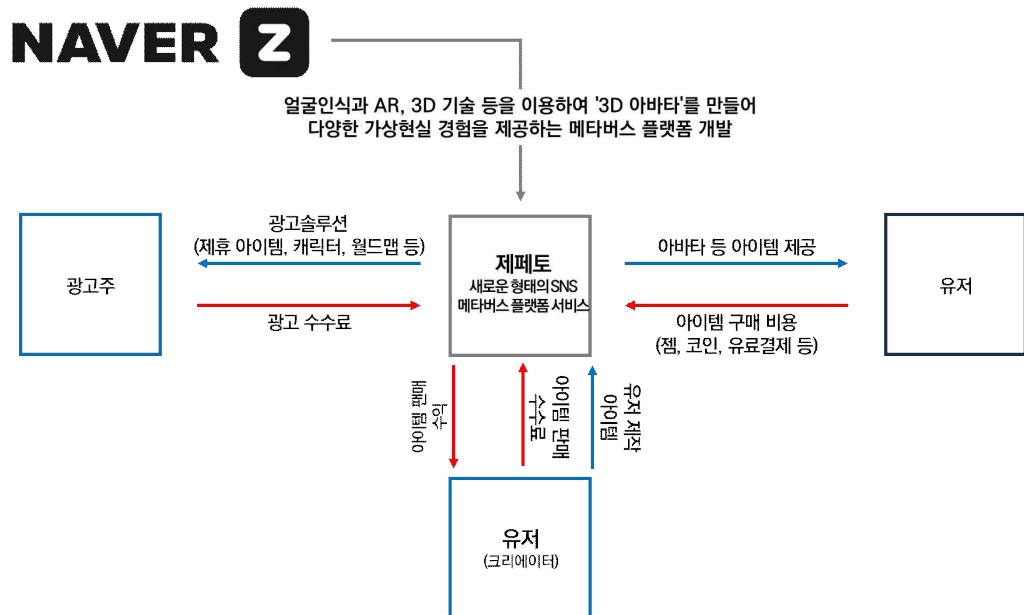 NAVER Z
얼굴인식과 AR, 3D 기술 등을 이용하여 '3D 아바타'를 만들어
다양한 가상현실 경험을 제공하는 메타버스 플랫폼 개발
광고주
광고솔루션
(제휴 아이템, 캐릭터, 월드맵 등)
광고 수수료
제페토
새로운 형태의 SNS
메타버스 플랫폼 서비스
아바타 등 아이템 제공
아이템 구매 비용
(젬, 코인, 유료결제 등)
유저
아이템 판매
수익
아이템 판매
수수료
유저 제작
아이템
유저
(크리에이터)